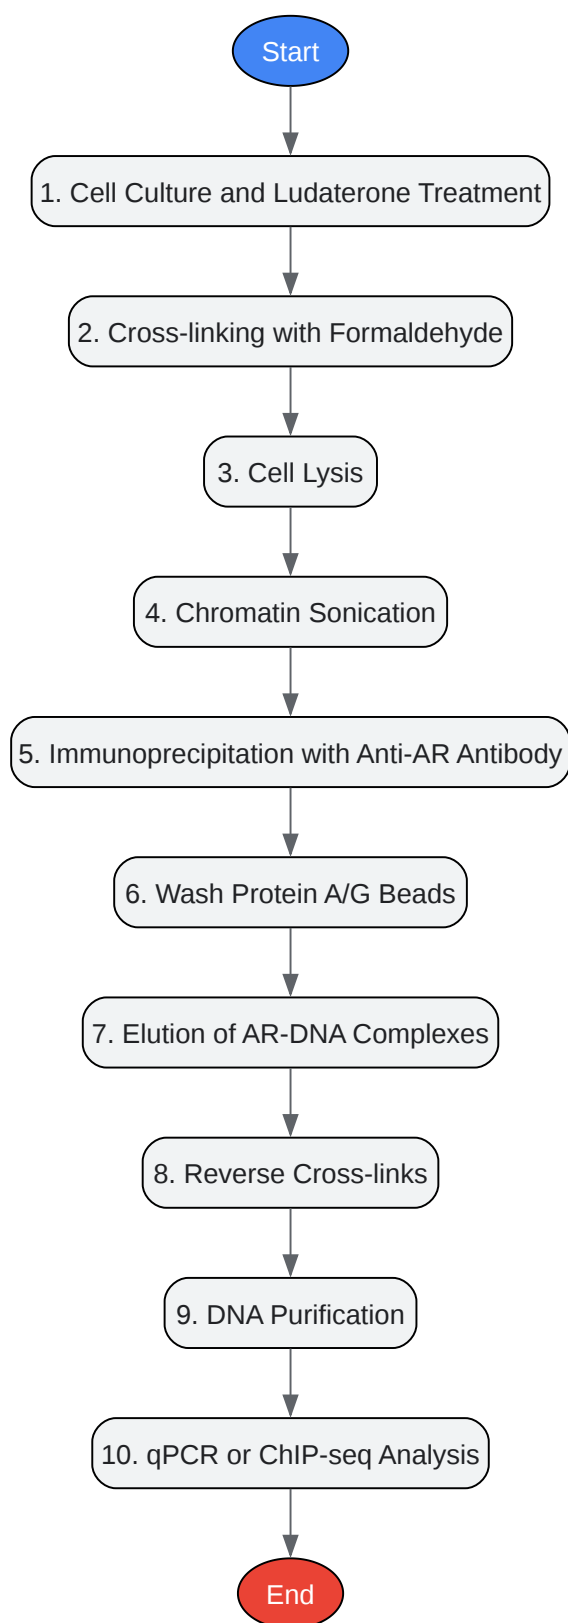 Start
1. Cell Culture and Ludaterone Treatment
2. Cross-linking with Formaldehyde
3. Cell Lysis
4. Chromatin Sonication
5. Immunoprecipitation with Anti-AR Antibody
6. Wash Protein A/G Beads
7. Elution of AR-DNA Complexes
8. Reverse Cross-links
9. DNA Purification
10. qPCR or ChIP-seq Analysis
End